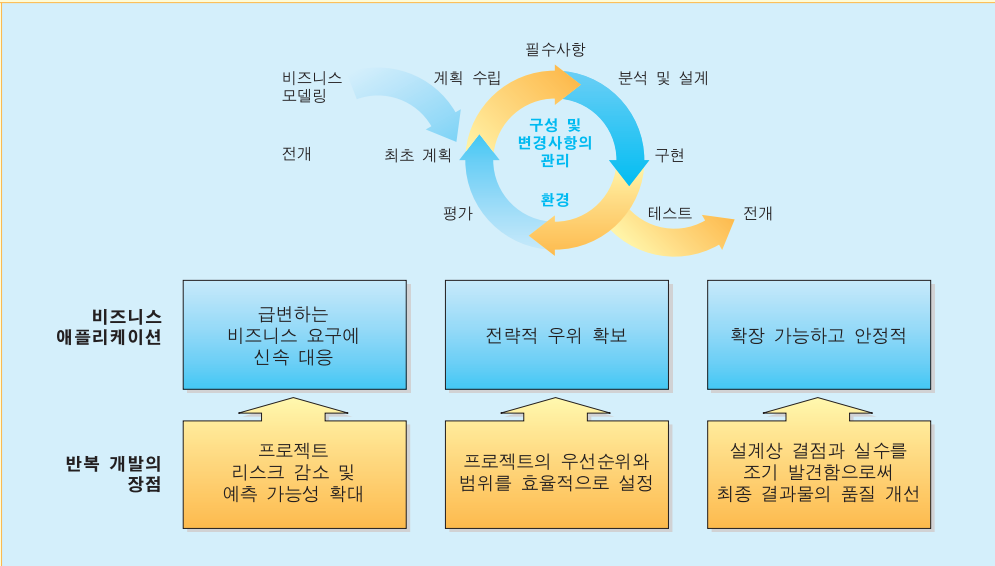 필수사항
비즈니스
모델링
계획 수립
분석 및 설계
구성 및
변경사항의
관리
전개
최초 계획
구현
환경
평가
테스트
전개
비즈니스
애플리케이션
급변하는
비즈니스 요구에
신속 대응
전략적 우위 확보
확장 가능하고 안정적
반복 개발의
장점
프로젝트
리스크 감소 및
예측 가능성 확대
프로젝트의 우선순위와
범위를 효율적으로 설정
설계상 결점과 실수를
조기 발견함으로써
최종 결과물의 품질 개선